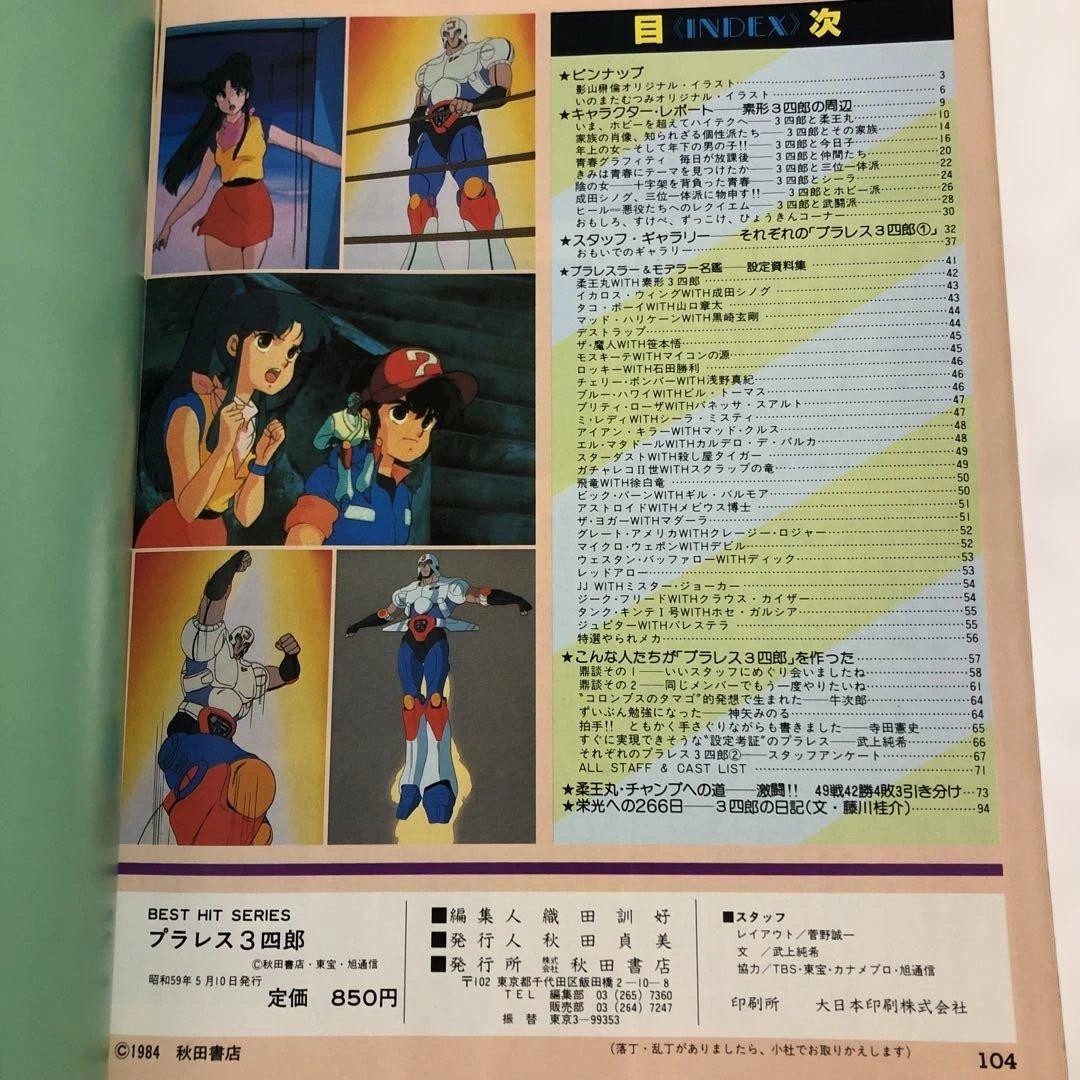 目〈INDEX〉次
★ピンナップ
影山楙倫オリジナル・イラスト 3
いのまたむつみオリジナル・イラスト 6
★キャラクター・レポート――素形3四郎の周辺 9
いま、ホビーを超えてハイテクへ――3四郎と柔王丸 10
家族の肖像、知られざる個性派たち――3四郎とその家族 14
年上の女~そして年下の男の子!!――3四郎と今日子 16
青春グラフィティ 毎日が放課後――3四郎と仲間たち 20
きみは青春にテーマを見つけたか――3四郎と三位一体派 22
陰の女――十字架を背負った青春――3四郎とシーラ 24
成田シノグ、三位一体派に物申す!!――3四郎とホビー派 26
ヒール=悪役たちへのレクイエム――3四郎と武闘派 28
おもしろ、すけべ、ずっこけ、ひょうきんコーナー 30
★スタッフ・ギャラリー――それぞれの「プラレス3四郎①」 32
おもいでのギャラリー 37
★プラレスラー&モデラー名鑑――設定資料集 41
柔王丸WITH素形3四郎 42
イカロス・ウィングWITH成田シノグ 43
タコ・ボーイWITH山口章太 43
マッド・ハリケーンWITH黒崎玄剛 44
デストラップ 44
ザ・魔人WITH笹本悟 45
モスキーテWITHマイコンの源 45
ロッキーWITH石田勝利 46
チェリー・ボンバーWITH浅野真紀 46
ブルー・ハワイWITHビル・トーマス 46
プリティ・ローザWITHバネッサ・スアルト 47
ミ・レディWITHシーラ・ミスティ 47
アイアン・キラーWITHマッド・クルス 48
エル・マタドールWITHカルデロ・デ・バルカ 48
スターダストWITH殺し屋タイガー 49
ガチャレコII世WITHスクラップの竜 49
飛竜WITH徐白竜 50
ビック・バーンWITHギル・バルモア 50
アストロイドWITHメビウス博士 51
ザ・ヨガーWITHマダーラ 51
グレート・アメリカWITHクレージー・ロジャー 52
マイクロ・ウェポンWITHデビル 52
ウェスタン・バッファローWITHディック 53
レッドアロー 53
JJ WITHミスター・ジョーカー 54
ジーク・フリードWITHクラウス・カイザー 54
タンク・キンテI号WITHホセ・ガルシア 55
ジュピターWITHバレステラ 55
特選やられメカ 56
★こんな人たちが「プラレス3四郎」を作った 57
鼎談その1――いいスタッフにめぐり会いましたね 58
鼎談その2――同じメンバーでもう一度やりたいね 61
“コロンブスのタマゴ”的発想で生まれた――牛次郎 64
ずいぶん勉強になった――神矢みのる 64
拍手!! ともかく手さぐりながらも書きました――寺田憲史 65
すぐに実現できそうな“設定考証”のプラレス――武上純希 66
それぞれのプラレス3四郎②――スタッフアンケート 67
ALL STAFF & CAST LIST 71
★柔王丸・チャンプへの道――激闘!! 49戦42勝4敗3引き分け 73
★栄光への266日――3四郎の日記(文・藤川桂介) 94
BEST HIT SERIES
プラレス3四郎
©秋田書店・東宝・旭通信
昭和59年5月10日発行
定価 850円
■編集人 織田訓好
■発行人 秋田貞美
■発行所 株式会社 秋田書店
〒102 東京都千代田区飯田橋2-10-8
TEL 編集部 03 (265) 7360
販売部 03 (264) 7247
振替 東京3-99353
■スタッフ
レイアウト/菅野誠一
文 /武上純希
協力/TBS・東宝・カナメプロ・旭通信
印刷所 大日本印刷株式会社
©1984 秋田書店
(落丁・乱丁がありましたら、小社でお取りかえします)
104